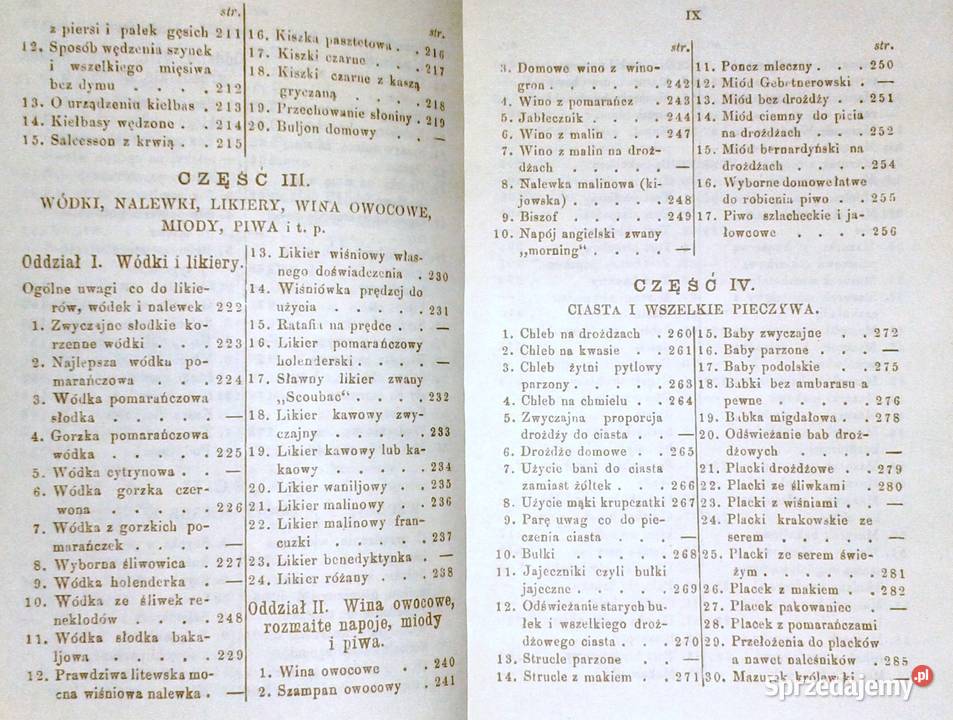 str.
z piersi i pałek gęsich 211
12. Sposób wędzenia szynek
i wszelkiego mięsiwa
bez dymu . . . . 212
13. O urządzeniu kiełbas . 213
14. Kiełbasy wędzone . . 214
15. Salcesson z krwią . . 215
str.
16. Kiszka pasztetowa . . 216
17. Kiszki czarne . . . 217
18. Kiszki czarne z kaszą
gryczaną . . . . 218
19. Przechowanie słoniny . 219
20. Buljon domowy . . —
CZĘŚĆ III.
WÓDKI, NALEWKI, LIKIERY, WINA OWOCOWE,
MIODY, PIWA i t. p.
Oddział I. Wódki i likiery.
Ogólne uwagi co do likie-
rów, wódek i nalewek 222
1. Zwyczajne słodkie ko-
rzenne wódki . . . 223
2. Najlepsza wódka po-
marańczowa . . . 224
3. Wódka pomarańczowa
słodka . . . . . —
4. Gorzka pomarańczowa
wódka . . . . . 225
5. Wódka cytrynowa . . —
6. Wódka gorzka czer-
wona . . . . . 226
7. Wódka z gorzkich po-
marańczek . . . . —
8. Wyborna śliwowica . 227
9. Wódka holenderka . —
10. Wódka ze śliwek re-
neklodów . . . . 248
11. Wódka słodka baka-
ljowa . . . . . 229
12. Prawdziwa litewska mo-
cna wiśniowa nalewka . —
13. Likier wiśniowy włas-
nego doświadczenia . 230
14. Wiśniówka prędzej do
użycia . . . . . 231
15. Ratafia na prędce . . —
16. Likier pomarańczowy
holenderski . . . . —
17. Sławny likier zwany
„Scoubac“ . . . . 232
18. Likier kawowy zwy-
czajny . . . . . 233
19. Likier kawowy lub ka-
kaowy . . . . . 234
20. Likier waniljowy . . 235
21. Likier malinowy . . 236
22. Likier malinowy fran-
cuzki . . . . . 237
23. Likier benedyktynka . —
24. Likier różany . . . 238
Oddział II. Wina owocowe,
rozmaite napoje, miody
i piwa.
1. Wina owocowe . . 240
2. Szampan owocowy . 241
IX
str.
3. Domowe wino z wino-
gron . . . . . . 242
4. Wino z pomarańcz . 243
5. Jabłecznik . . . . 244
6. Wino z malin . . . 247
7. Wino z malin na droż-
dżach . . . . . —
8. Nalewka malinowa (ki-
jowska) . . . . . 248
9. Biszof . . . . . 249
10. Napój angielski zwany
„morning“ . . . . —
str.
11. Poncz mleczny . . . 250
12. Miód Gebetnerowski . —
13. Miód bez drożdży . . 251
14. Miód ciemny do picia
na drożdżach . . . 252
15. Miód bernardyński na
drożdżach . . . . 254
16. Wyborne domowe łatwe
do robienia piwo . . 255
17. Piwo szlacheckie i ja-
łowcowe . . . . 256
CZĘŚĆ IV.
CIASTA I WSZELKIE PIECZYWA.
1. Chleb na drożdżach . 260
2. Chleb na kwasie . . 261
3. Chleb żytni pytlowy
parzony . . . . . 263
4. Chleb na chmielu . . 264
5. Zwyczajna proporcja
drożdży do ciasta . . —
6. Drożdże domowe . . 265
7. Użycie bani do ciasta
zamiast żółtek . . . 266
8. Użycie mąki krupczatki 267
9. Parę uwag co do pie-
czenia ciasta . . . —
10. Bułki . . . . . 268
11. Jajeczniki czyli bułki
jajeczne . . . . 269
12. Odświeżanie starych bu-
łek i wszelkiego droż-
dżowego ciasta . . . 270
13. Strucle parzone . . —
14. Strucle z makiem . . 271
15. Baby zwyczajne . . 272
16. Baby parzone . . . —
17. Baby podolskie . . 275
18. Babki bez ambarasu a
pewne . . . . . 276
19. Babka migdałowa . . 278
20. Odświeżanie bab droż-
dżowych . . . . —
21. Placki drożdżowe . . 279
22. Placki ze śliwkami . 280
23. Placki z wiśniami . . —
24. Placki krakowskie ze
serem . . . . . —
25. Placki ze serem świe-
żym . . . . . . 281
26. Placek z makiem . . 282
27. Placek pakowaniec . —
28. Placek z pomarańczami
29. Przełożenia do placków
a nawet naleśników . 285
30. Mazurek królewski . —
Sprzedajemy.pl